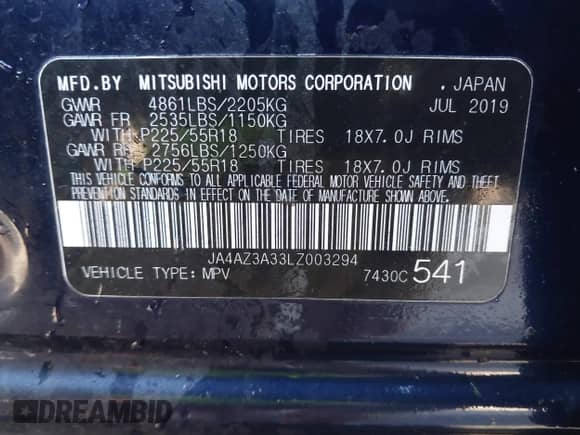 MFD.BY MITSUBISHI MOTORS CORPORATION . JAPAN
GVWR 4861LBS/2205KG JUL 2019
GAWR FR 2535LBS/1150KG
WITH P225/55R18 TIRES 18X7.0J RIMS
GAWR RR 2756LBS/1250KG
WITH P225/55R18 TIRES 18X7.0J RIMS
THIS VEHICLE CONFORMS TO ALL APPLICABLE FEDERAL MOTOR VEHICLE SAFETY AND THEFT
PREVENTION STANDARDS IN EFFECT ON THE DATE OF MANUFACTURE SHOWN ABOVE.
JA4AZ3A33LZ003294
VEHICLE TYPE: MPV 7430C 541
DREAMBID